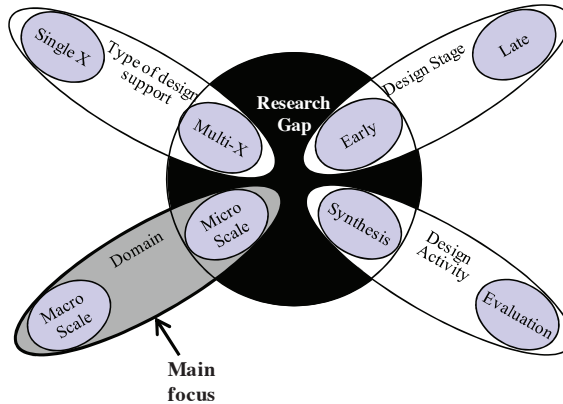 Single X
Type of design
support
Multi-X
Research
Gap
Late
Design Stage
Early
Micro
Scale
Domain
Macro
Scale
Synthesis
Design
Activity
Evaluation
Main
focus